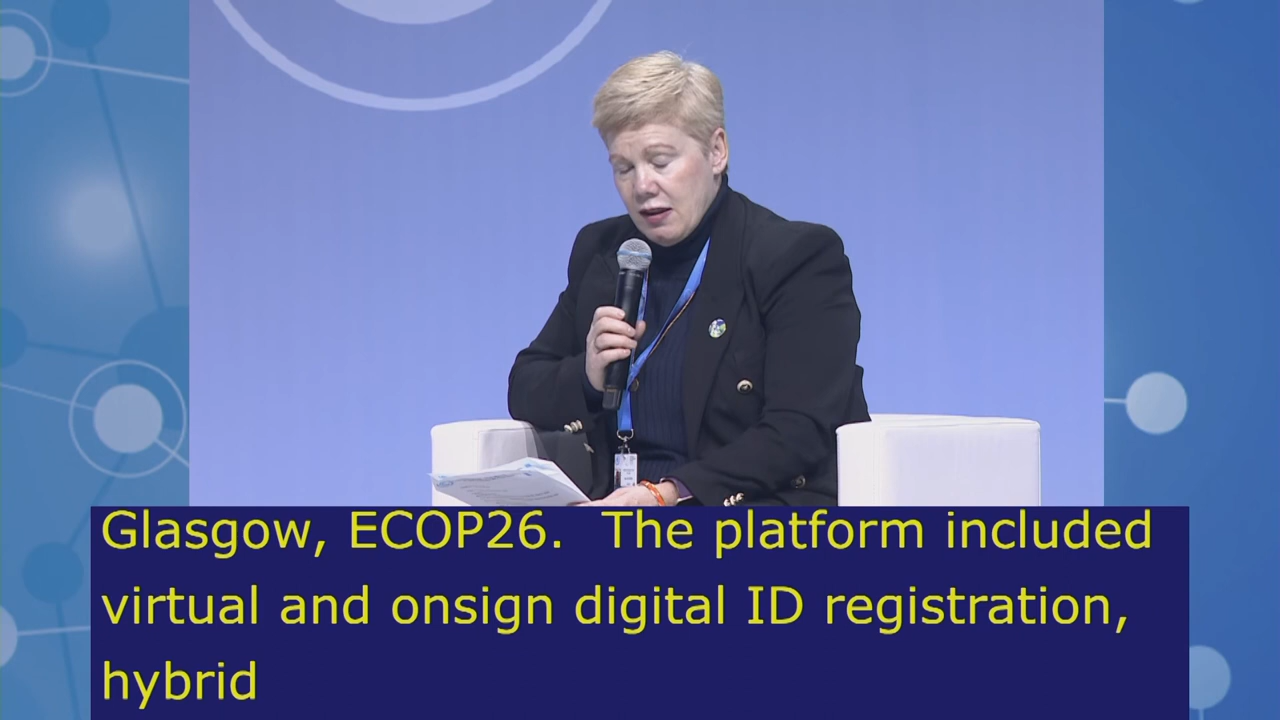 Glasgow, ECOP26.  The platform included
virtual and onsign digital ID registration,
hybrid